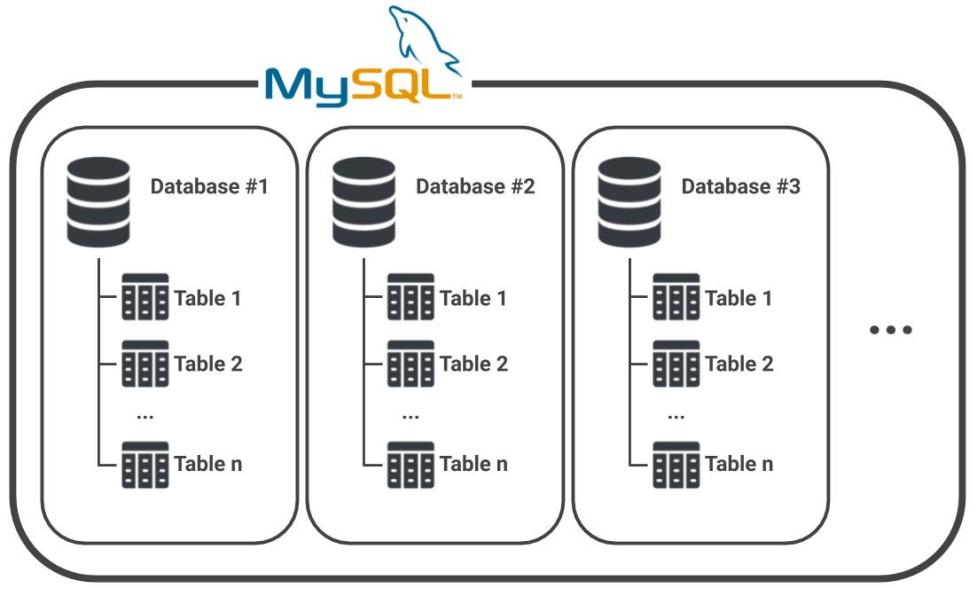 MySQL™
Database #1
Table 1
Table 2
...
Table n
Database #2
Table 1
Table 2
...
Table n
Database #3
Table 1
Table 2
...
Table n
...